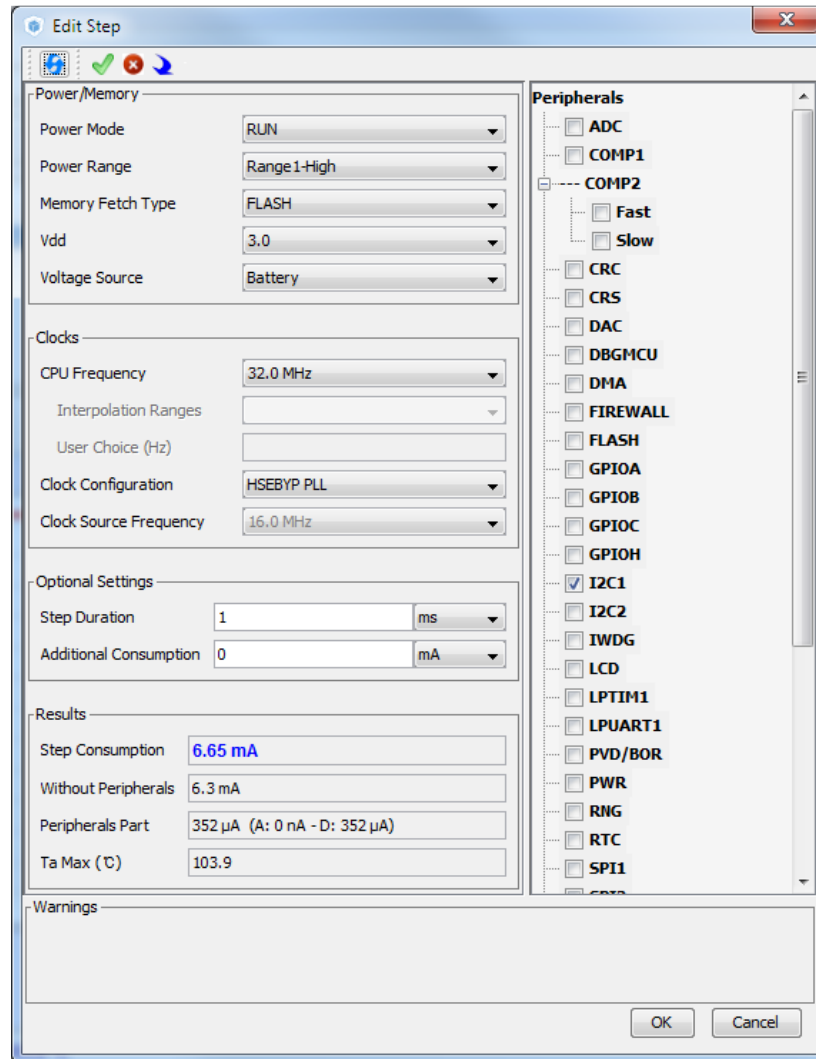 Edit Step
Power/Memory
Power Mode RUN
Power Range Range1-High
Memory Fetch Type FLASH
Vdd 3.0
Voltage Source Battery
Clocks
CPU Frequency 32.0 MHz
Interpolation Ranges
User Choice (Hz)
Clock Configuration HSEBYP PLL
Clock Source Frequency 16.0 MHz
Optional Settings
Step Duration 1 ms
Additional Consumption 0 mA
Results
Step Consumption 6.65 mA
Without Peripherals 6.3 mA
Peripherals Part 352 µA (A: 0 nA - D: 352 µA)
Ta Max (℃) 103.9
Peripherals
ADC
COMP1
COMP2
Fast
Slow
CRC
CRS
DAC
DBGMCU
DMA
FIREWALL
FLASH
GPIOA
GPIOB
GPIOC
GPIOH
I2C1
I2C2
IWDG
LCD
LPTIM1
LPUART1
PVD/BOR
PWR
RNG
RTC
SPI1
Warnings
OK Cancel